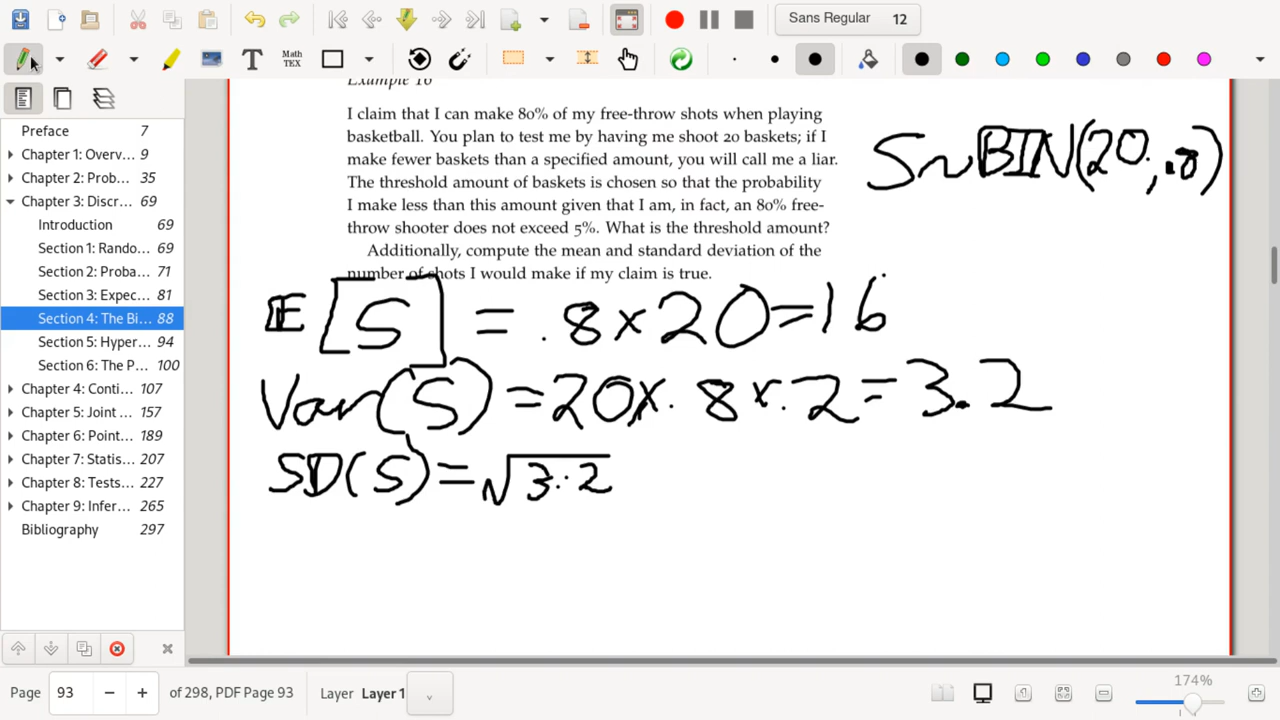 Sans Regular 12
Math
TEX
Preface 7
Chapter 1: Overv... 9
Chapter 2: Prob... 35
Chapter 3: Discr... 69
Introduction 69
Section 1: Rando... 69
Section 2: Proba... 71
Section 3: Expec... 81
Section 4: The Bi... 88
Section 5: Hyper... 94
Section 6: The P... 100
Chapter 4: Conti... 107
Chapter 5: Joint ... 157
Chapter 6: Point... 189
Chapter 7: Statis... 207
Chapter 8: Tests... 227
Chapter 9: Infer... 265
Bibliography 297
Example 16
I claim that I can make 80% of my free-throw shots when playing
basketball. You plan to test me by having me shoot 20 baskets; if I
make fewer baskets than a specified amount, you will call me a liar.
The threshold amount of baskets is chosen so that the probability
I make less than this amount given that I am, in fact, an 80% free-
throw shooter does not exceed 5%. What is the threshold amount?
Additionally, compute the mean and standard deviation of the
number of shots I would make if my claim is true.
S~BIN(20,.8)
E[S] = .8×20=16
Var(S) =20×.8×.2=3.2
SD(S)=√3.2
Page 93 − + of 298, PDF Page 93 Layer Layer 1 174%